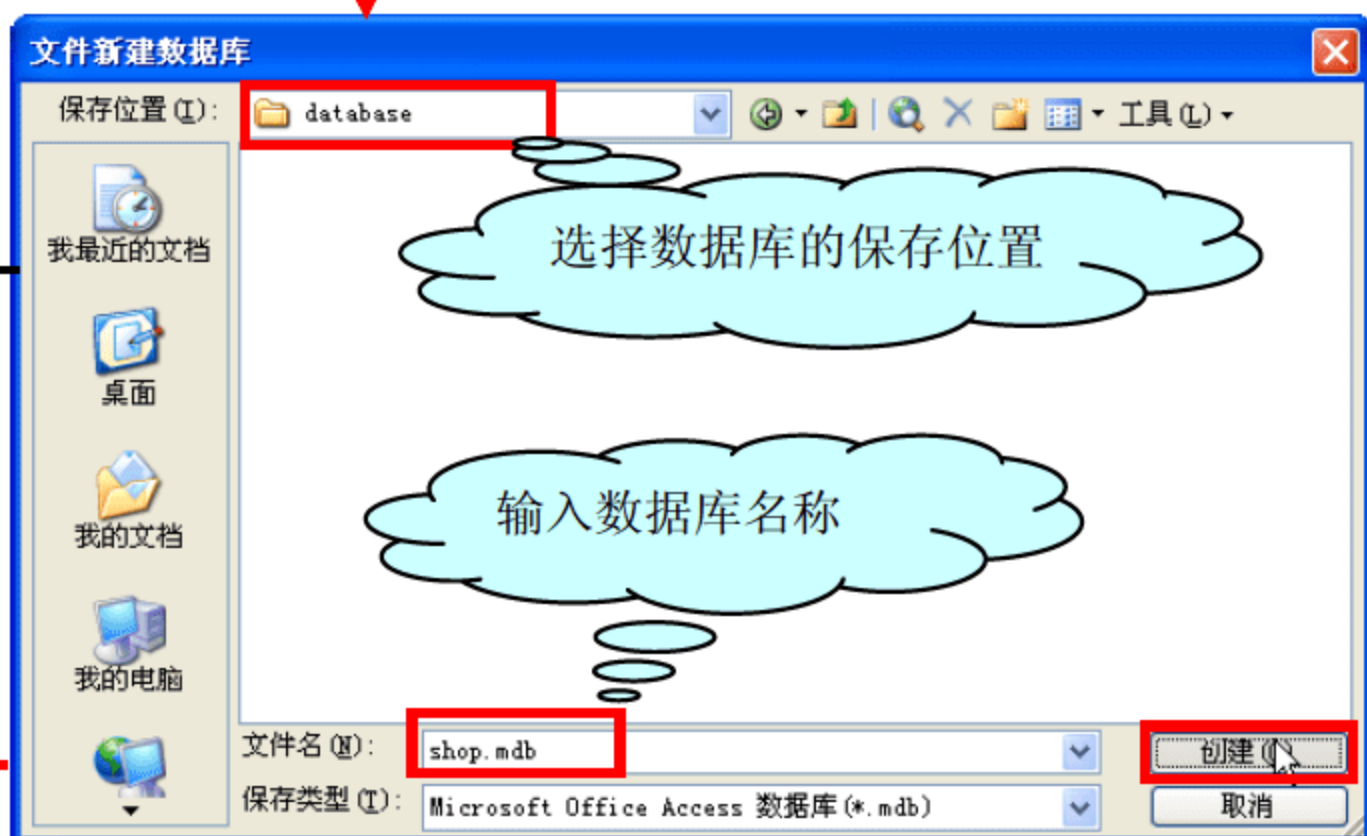 文件新建数据库
保存位置(I):
database
工具(L)
我最近的文档
选择数据库的保存位置
桌面
输入数据库名称
我的文档
我的电脑
文件名(N):
shop.mdb
创建
保存类型(T):
Microsoft Office Access 数据库(*.mdb)
取消